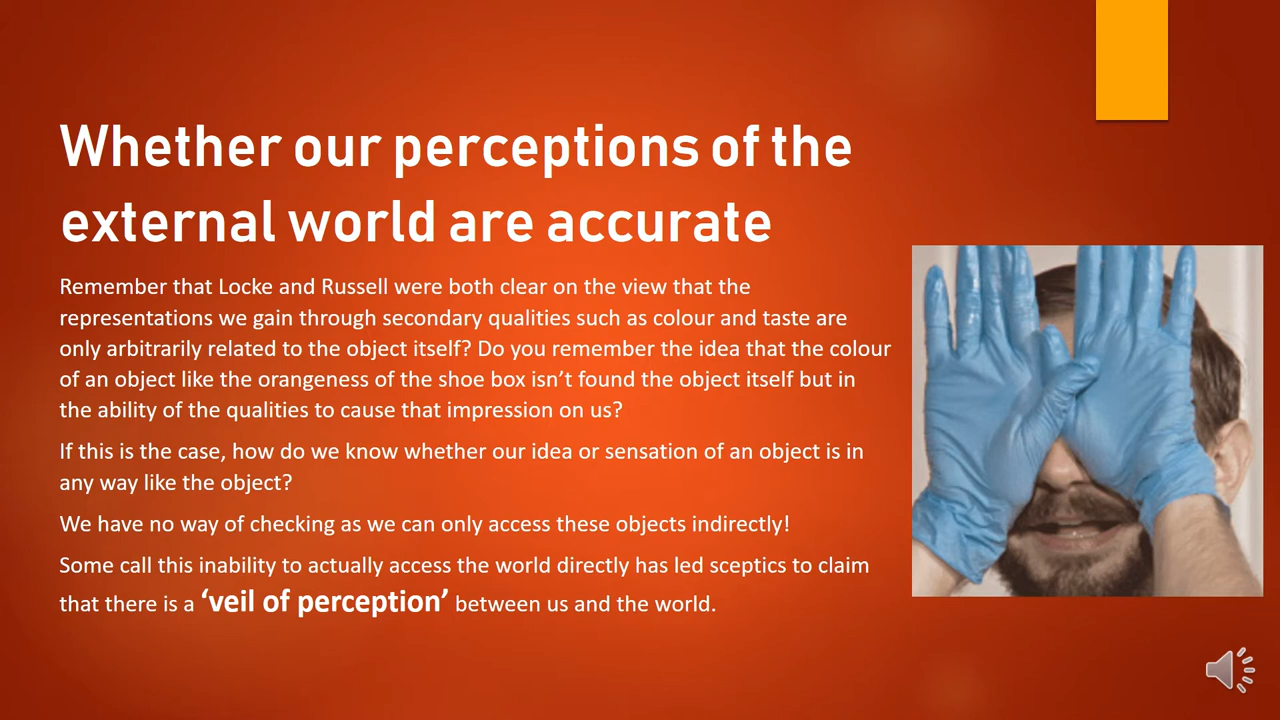 Whether our perceptions of the
external world are accurate
Remember that Locke and Russell were both clear on the view that the
representations we gain through secondary qualities such as colour and taste are
only arbitrarily related to the object itself? Do you remember the idea that the colour
of an object like the orangeness of the shoe box isn’t found the object itself but in
the ability of the qualities to cause that impression on us?
If this is the case, how do we know whether our idea or sensation of an object is in
any way like the object?
We have no way of checking as we can only access these objects indirectly!
Some call this inability to actually access the world directly has led sceptics to claim
that there is a ‘veil of perception’ between us and the world.